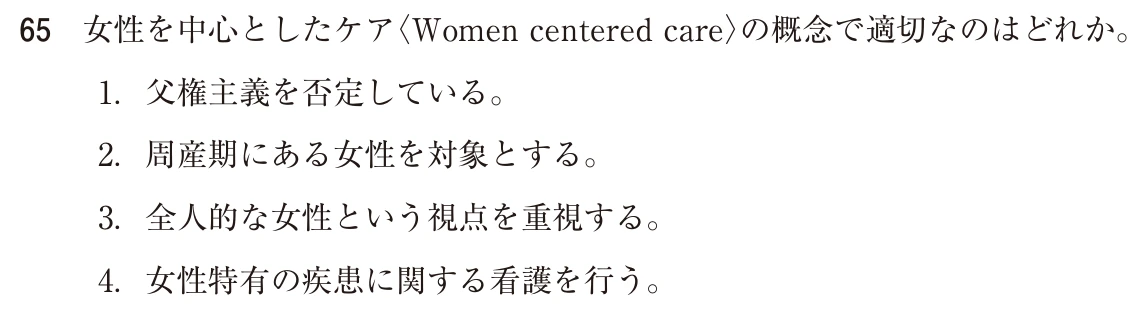 65 女性を中心としたケア〈Women centered care〉の概念で適切なのはどれか。
1. 父権主義を否定している。
2. 周産期にある女性を対象とする。
3. 全人的な女性という視点を重視する。
4. 女性特有の疾患に関する看護を行う。